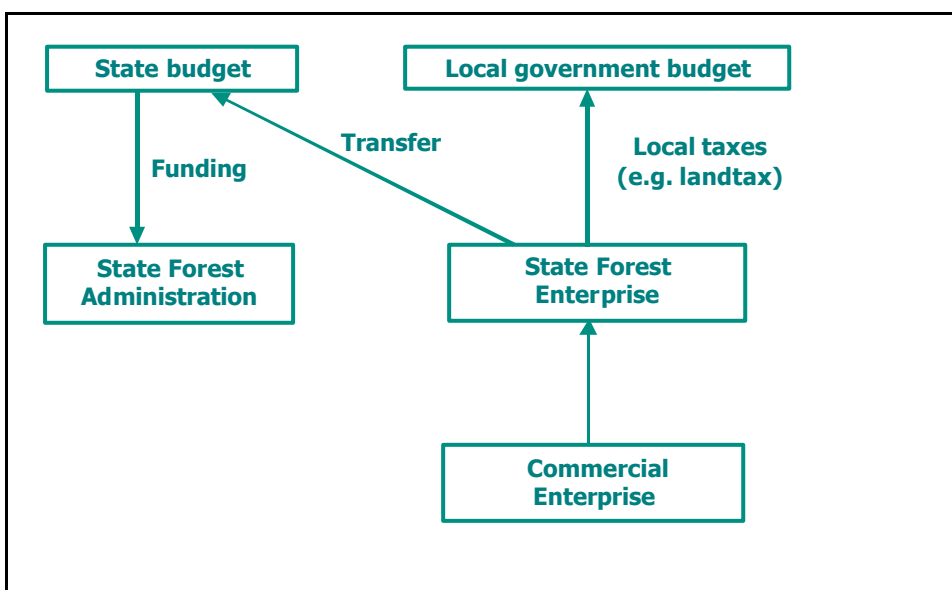 State budget
Local government budget
Transfer
Funding
Local taxes
(e.g. landtax)
State Forest
Administration
State Forest
Enterprise
Commercial
Enterprise